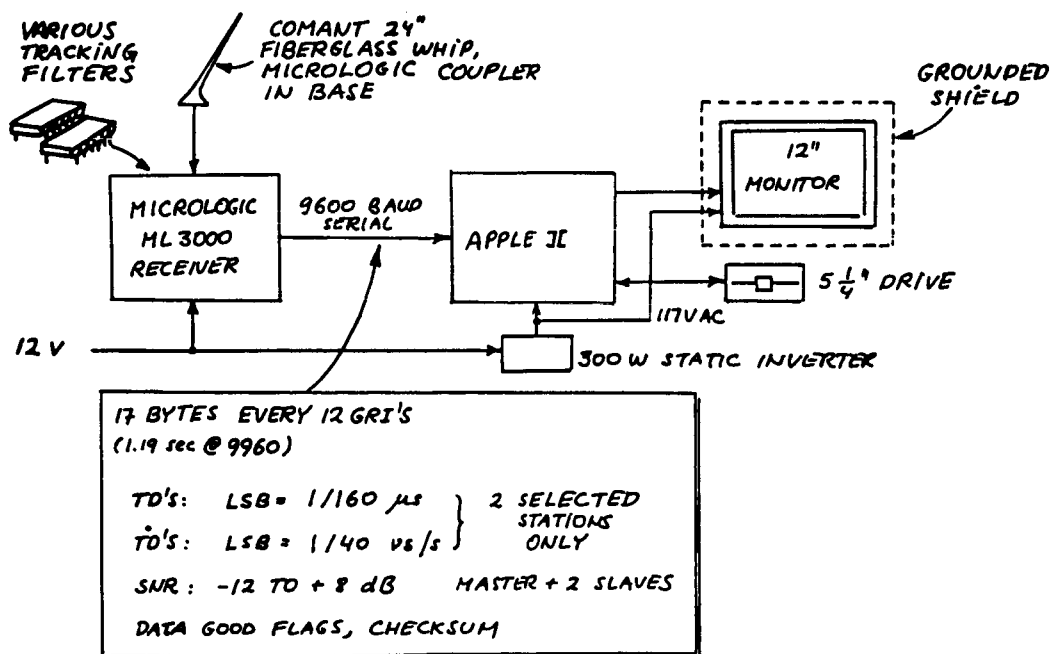 VARIOUS
TRACKING
FILTERS
COMANT 24"
FIBERGLASS WHIP,
MICROLOGIC COUPLER
IN BASE
GROUNDED
SHIELD
12"
MONITOR
MICROLOGIC
ML3000
RECEIVER
9600 BAUD
SERIAL
APPLE II
5 1/4" DRIVE
117VAC
12 V
300 W STATIC INVERTER
17 BYTES EVERY 12 GRI'S
(1.19 sec @ 9960)
TD'S: LSB = 1/160 μs
2 SELECTED
STATIONS
ONLY
ṪD'S: LSB = 1/40 μs/s
SNR: -12 TO + 8 dB MASTER + 2 SLAVES
DATA GOOD FLAGS, CHECKSUM